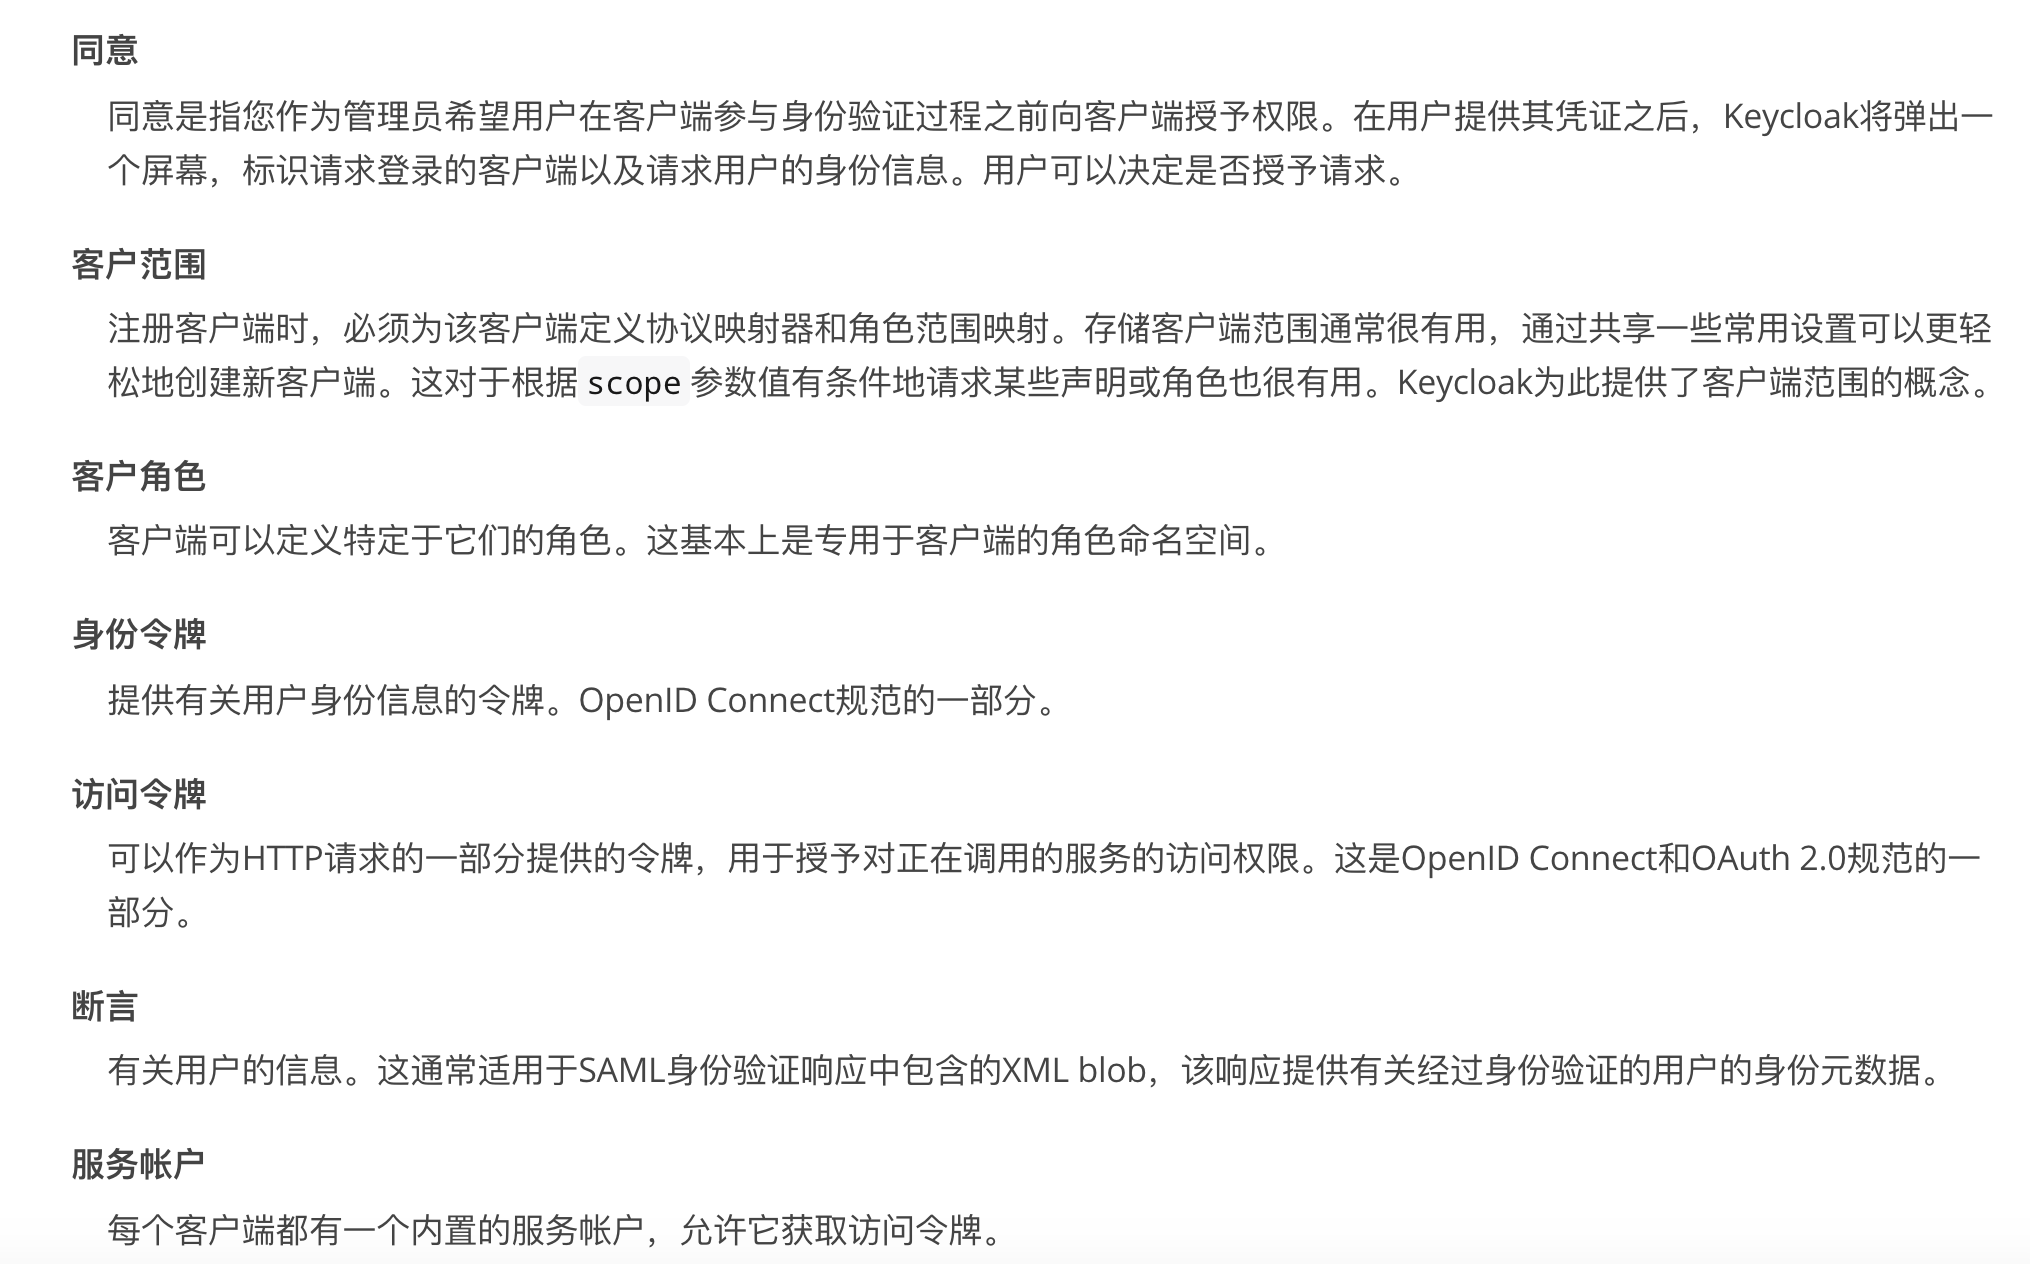 同意
同意是指您作为管理员希望用户在客户端参与身份验证过程之前向客户端授予权限。在用户提供其凭证之后，Keycloak将弹出一
个屏幕，标识请求登录的客户端以及请求用户的身份信息。用户可以决定是否授予请求。
客户范围
注册客户端时，必须为该客户端定义协议映射器和角色范围映射。存储客户端范围通常很有用，通过共享一些常用设置可以更轻
松地创建新客户端。这对于根据scope参数值有条件地请求某些声明或角色也很有用。Keycloak为此提供了客户端范围的概念。
客户角色
客户端可以定义特定于它们的角色。这基本上是专用于客户端的角色命名空间。
身份令牌
提供有关用户身份信息的令牌。OpenID Connect规范的一部分。
访问令牌
可以作为HTTP请求的一部分提供的令牌，用于授予对正在调用的服务的访问权限。这是OpenID Connect和OAuth 2.0规范的一
部分。
断言
有关用户的信息。这通常适用于SAML身份验证响应中包含的XML blob，该响应提供有关经过身份验证的用户的身份元数据。
服务帐户
每个客户端都有一个内置的服务帐户，允许它获取访问令牌。